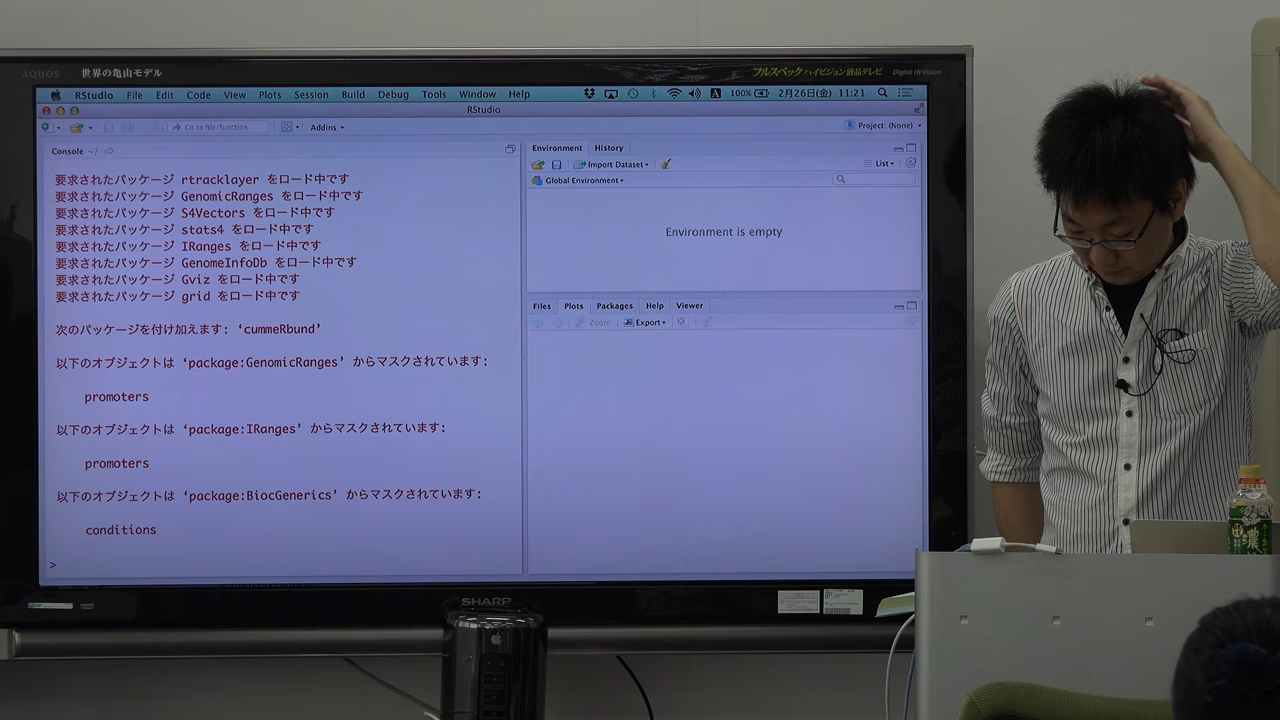 AQUOS 世界の亀山モデル フルスペックハイビジョン液晶テレビ Digital Hi-Vision
RStudio File Edit Code View Plots Session Build Debug Tools Window Help 100% 2月26日(金) 11:21
RStudio
Go to file/function Addins Project: (None)
Console ~/
要求されたパッケージ rtracklayer をロード中です
要求されたパッケージ GenomicRanges をロード中です
要求されたパッケージ S4Vectors をロード中です
要求されたパッケージ stats4 をロード中です
要求されたパッケージ IRanges をロード中です
要求されたパッケージ GenomeInfoDb をロード中です
要求されたパッケージ Gviz をロード中です
要求されたパッケージ grid をロード中です
次のパッケージを付け加えます: ‘cummeRbund’
以下のオブジェクトは ‘package:GenomicRanges’ からマスクされています:
promoters
以下のオブジェクトは ‘package:IRanges’ からマスクされています:
promoters
以下のオブジェクトは ‘package:BiocGenerics’ からマスクされています:
conditions
>
Environment History
Import Dataset List
Global Environment
Environment is empty
Files Plots Packages Help Viewer
Zoom Export
SHARP
濃